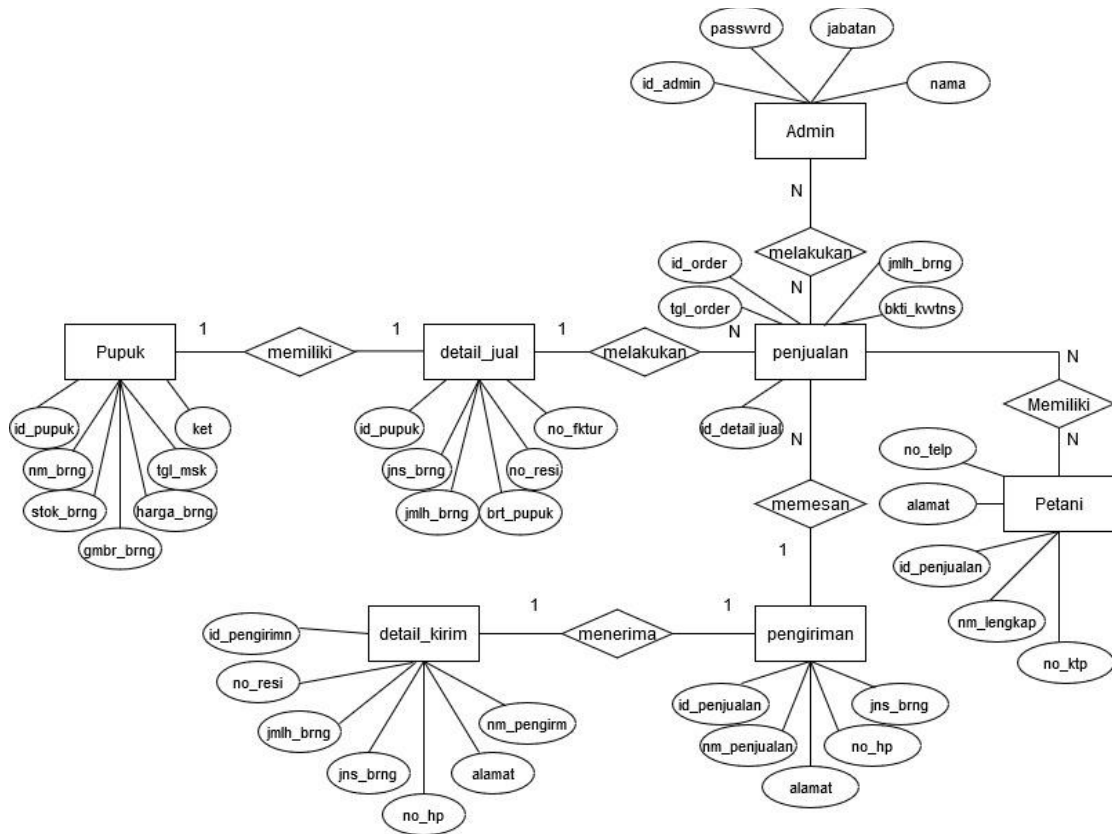 passwrd
jabatan
id_admin
nama
Admin
N
melakukan
id_order
jmlh_brng
N
tgl_order
bkti_kwtns
1
1
1
N
N
Pupuk
memiliki
detail_jual
melakukan
penjualan
Memiliki
id_pupuk
ket
id_pupuk
no_fktur
id_detail jual
N
N
no_telp
nm_brng
tgl_msk
jns_brng
no_resi
stok_brng
harga_brng
jmlh_brng
brt_pupuk
memesan
alamat
Petani
gmbr_brng
1
id_penjualan
1
1
id_pengirimn
detail_kirim
menerima
pengiriman
nm_lengkap
no_resi
no_ktp
jmlh_brng
nm_pengirm
id_penjualan
jns_brng
jns_brng
alamat
nm_penjualan
no_hp
no_hp
alamat